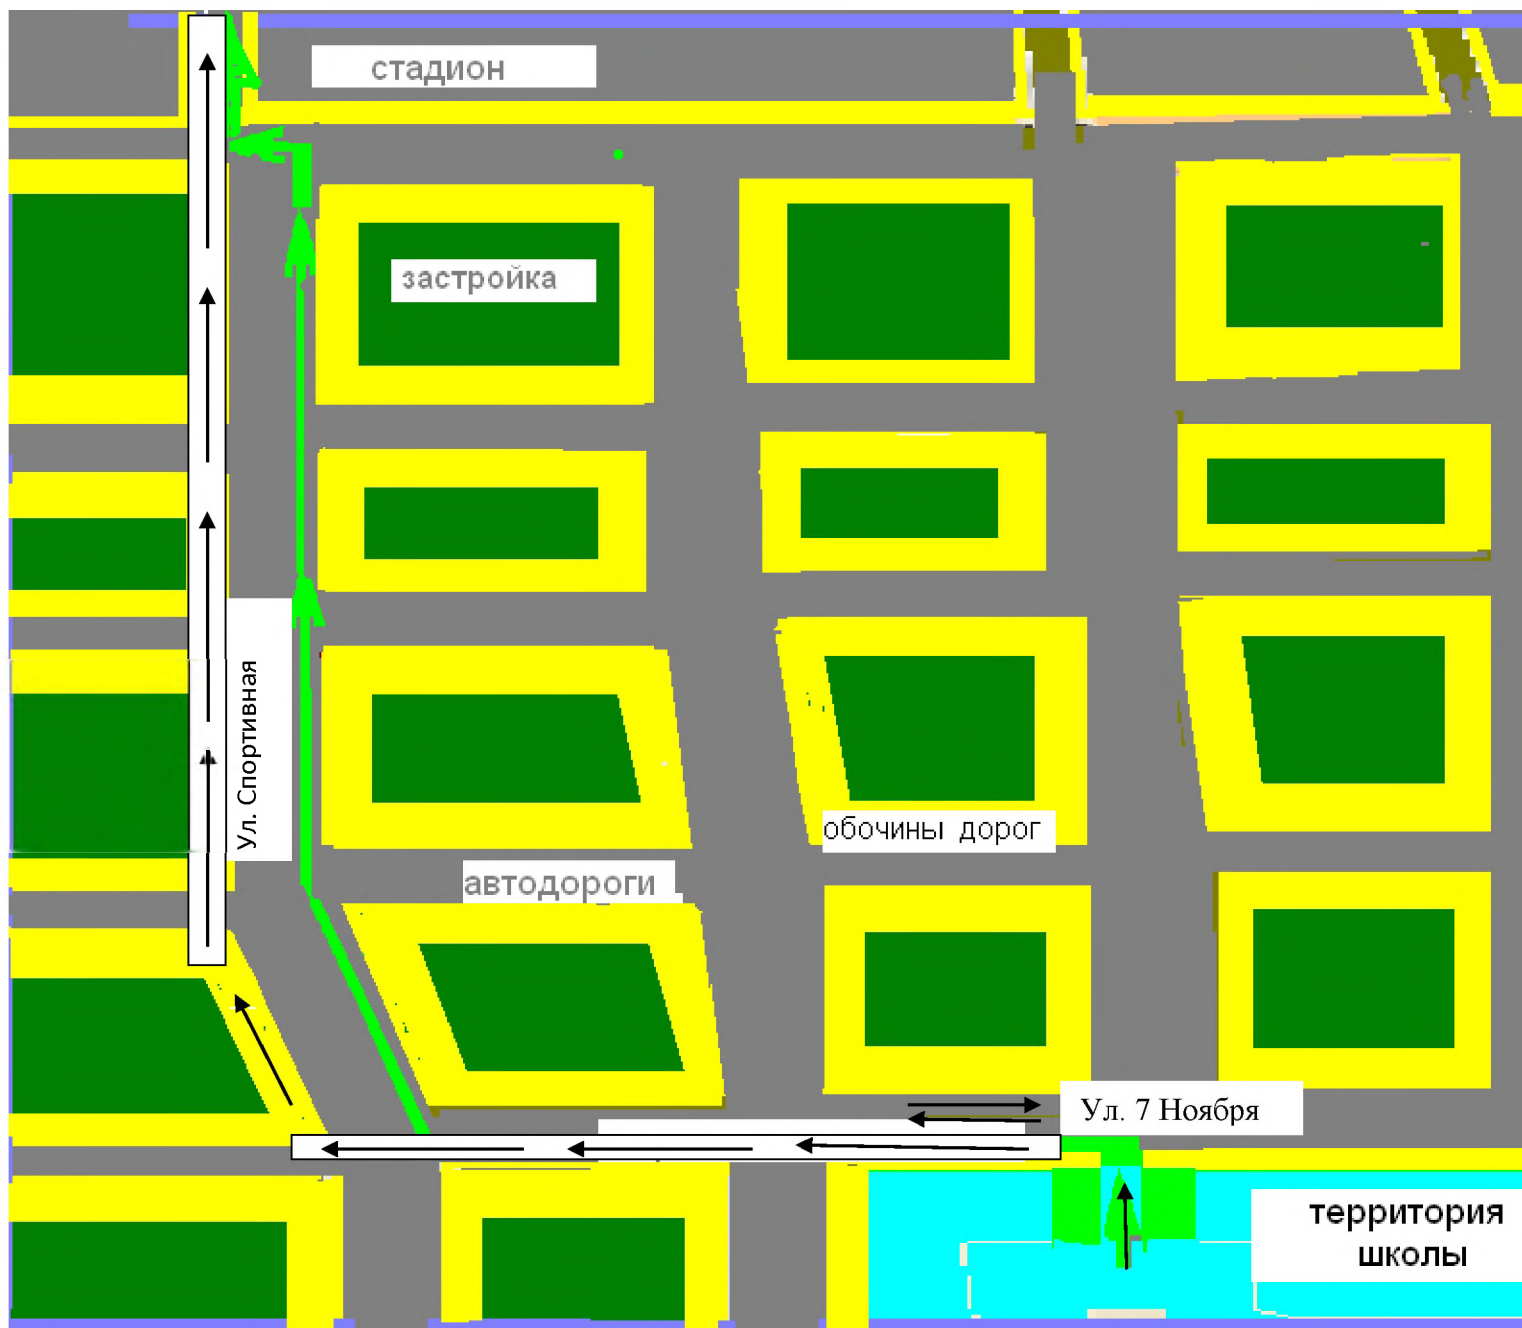 стадион
застройка
Ул. Спортивная
обочины дорог
автодороги
Ул. 7 Ноября
территория
школы